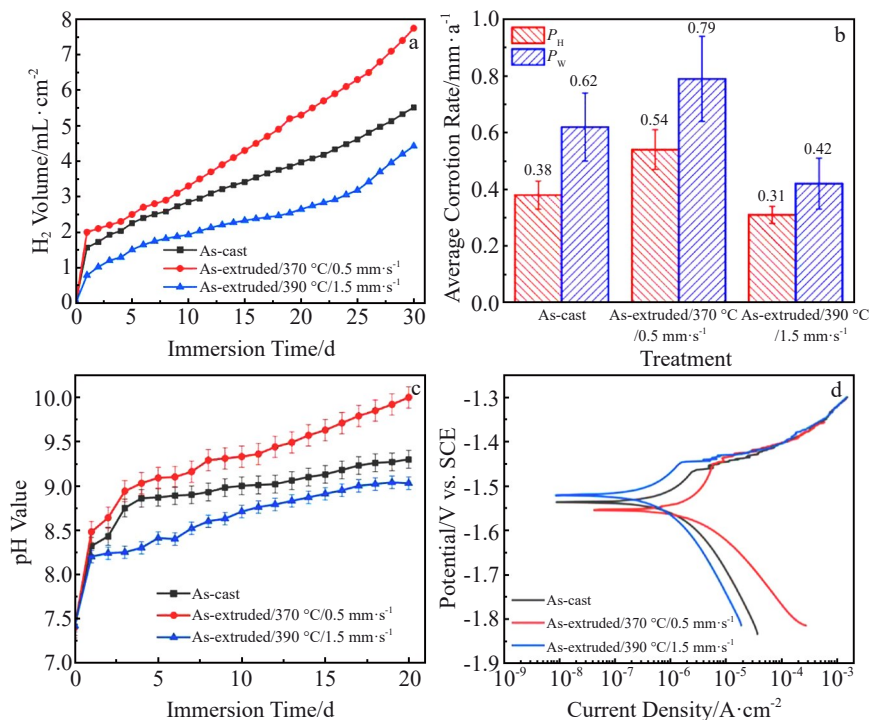 a
H₂ Volume/mL·cm⁻²
8
7
6
5
4
3
2
1
0
As-cast
As-extruded/370 °C/0.5 mm·s⁻¹
As-extruded/390 °C/1.5 mm·s⁻¹
0 5 10 15 20 25 30
Immersion Time/d
b
Average Corrotion Rate/mm·a⁻¹
1.0
0.8
0.6
0.4
0.2
0.0
P_H
P_W
0.38
0.62
0.54
0.79
0.31
0.42
As-cast
As-extruded/370 °C
/0.5 mm·s⁻¹
As-extruded/390 °C
/1.5 mm·s⁻¹
Treatment
c
pH Value
10.0
9.5
9.0
8.5
8.0
7.5
7.0
As-cast
As-extruded/370 °C/0.5 mm·s⁻¹
As-extruded/390 °C/1.5 mm·s⁻¹
0 5 10 15 20
Immersion Time/d
d
Potential/V vs. SCE
-1.3
-1.4
-1.5
-1.6
-1.7
-1.8
-1.9
As-cast
As-extruded/370 °C/0.5 mm·s⁻¹
As-extruded/390 °C/1.5 mm·s⁻¹
10⁻⁹ 10⁻⁸ 10⁻⁷ 10⁻⁶ 10⁻⁵ 10⁻⁴ 10⁻³
Current Density/A·cm⁻²